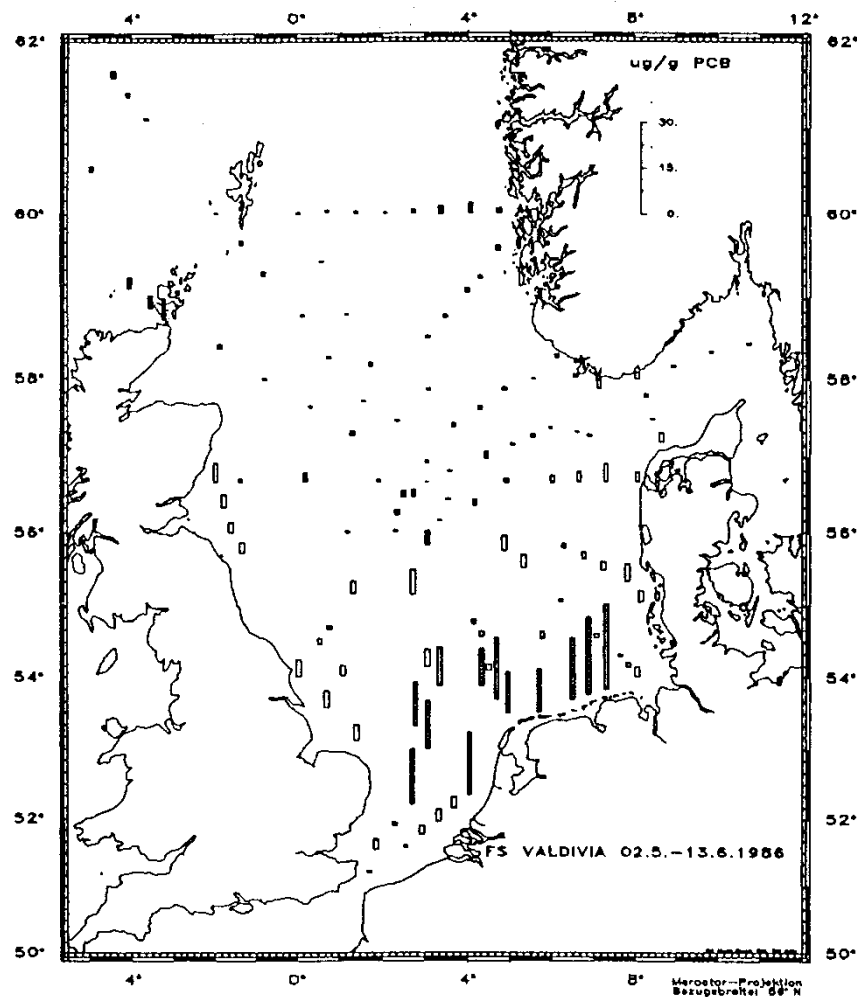 4° 0° 4° 8° 12°
62° 62°
ug/g PCB
30.
15.
60° 0. 60°
58° 58°
56° 56°
54° 54°
52° 52°
FS VALDIVIA 02.5.-13.6.1986
50° 50°
4° 0° 4° 8°
Mercator-Projektion
Bezugsbreite: 56° N